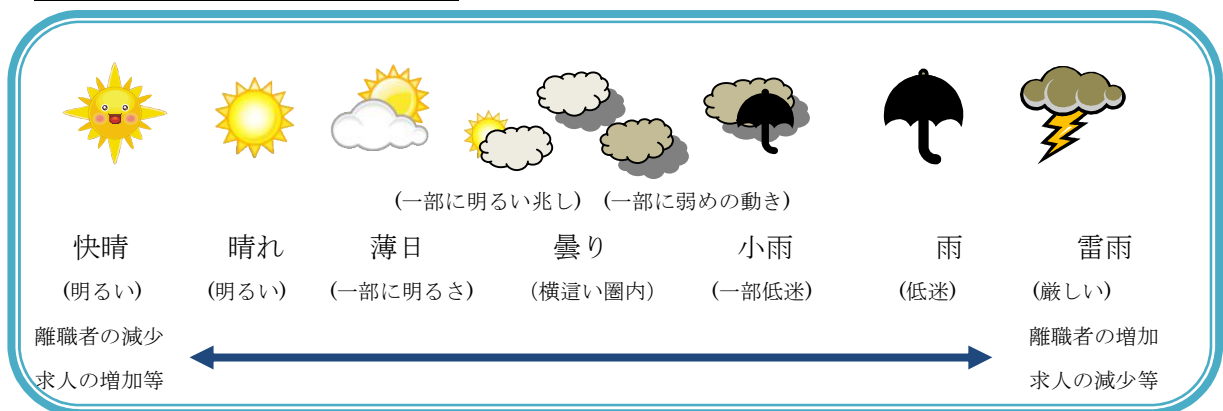 (一部に明るい兆し) (一部に弱めの動き)
快晴 晴れ 薄日 曇り 小雨 雨 雷雨
(明るい) (明るい) (一部に明るさ) (横這い圏内) (一部低迷) (低迷) (厳しい)
離職者の減少 離職者の増加
求人の増加等 求人の減少等